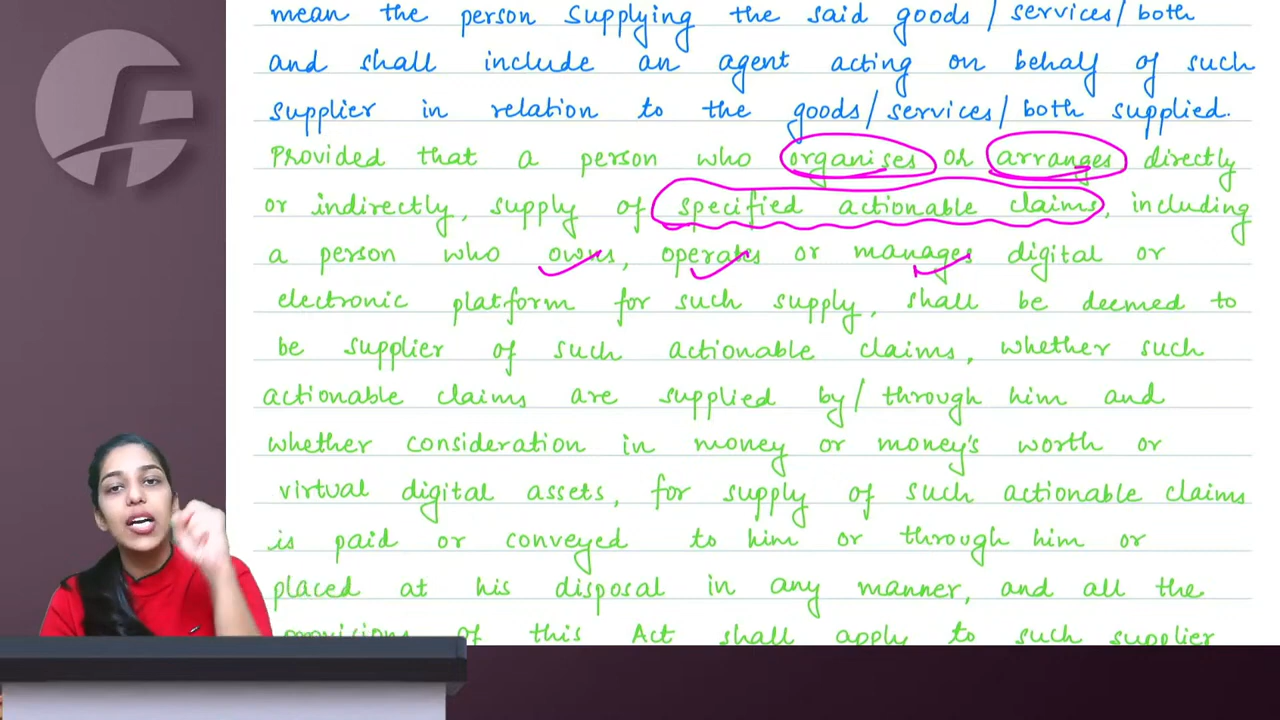 mean the person supplying the said goods/services/both
and shall include an agent acting on behalf of such
supplier in relation to the goods/services/both supplied.
Provided that a person who organises or arranges directly
or indirectly, supply of specified actionable claims, including
a person who owns, operates or manages digital or
electronic platform for such supply, shall be deemed to
be supplier of such actionable claims, whether such
actionable claims are supplied by/through him and
whether consideration in money or money's worth or
virtual digital assets, for supply of such actionable claims
is paid or conveyed to him or through him or
placed at his disposal in any manner, and all the
provisions of this Act shall apply to such supplier